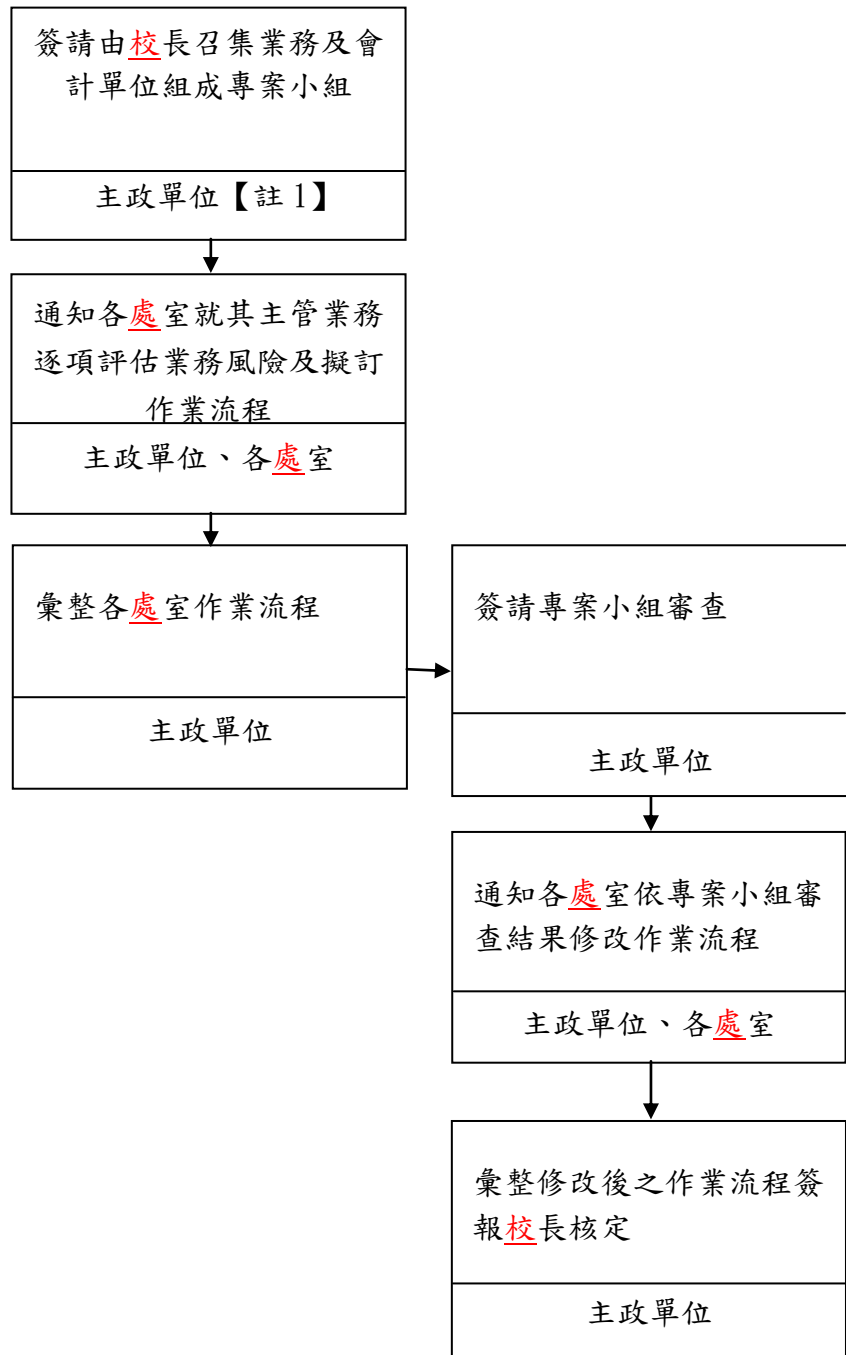 簽請由校長召集業務及會
計單位組成專案小組
主政單位【註1】
通知各處室就其主管業務
逐項評估業務風險及擬訂
作業流程
主政單位、各處室
彙整各處室作業流程
主政單位
簽請專案小組審查
主政單位
通知各處室依專案小組審
查結果修改作業流程
主政單位、各處室
彙整修改後之作業流程簽
報校長核定
主政單位